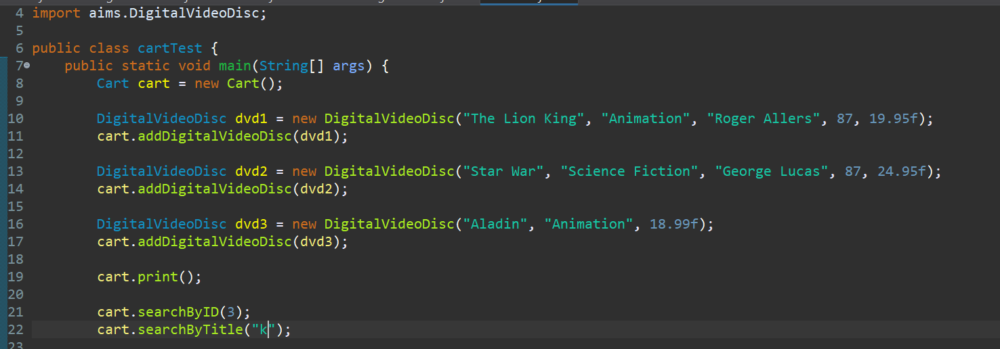 4 import aims.DigitalVideoDisc;
5
6 public class cartTest {
7 public static void main(String[] args) {
8 Cart cart = new Cart();
9
10 DigitalVideoDisc dvd1 = new DigitalVideoDisc("The Lion King", "Animation", "Roger Allers", 87, 19.95f);
11 cart.addDigitalVideoDisc(dvd1);
12
13 DigitalVideoDisc dvd2 = new DigitalVideoDisc("Star War", "Science Fiction", "George Lucas", 87, 24.95f);
14 cart.addDigitalVideoDisc(dvd2);
15
16 DigitalVideoDisc dvd3 = new DigitalVideoDisc("Aladin", "Animation", 18.99f);
17 cart.addDigitalVideoDisc(dvd3);
18
19 cart.print();
20
21 cart.searchByID(3);
22 cart.searchByTitle("k");
23